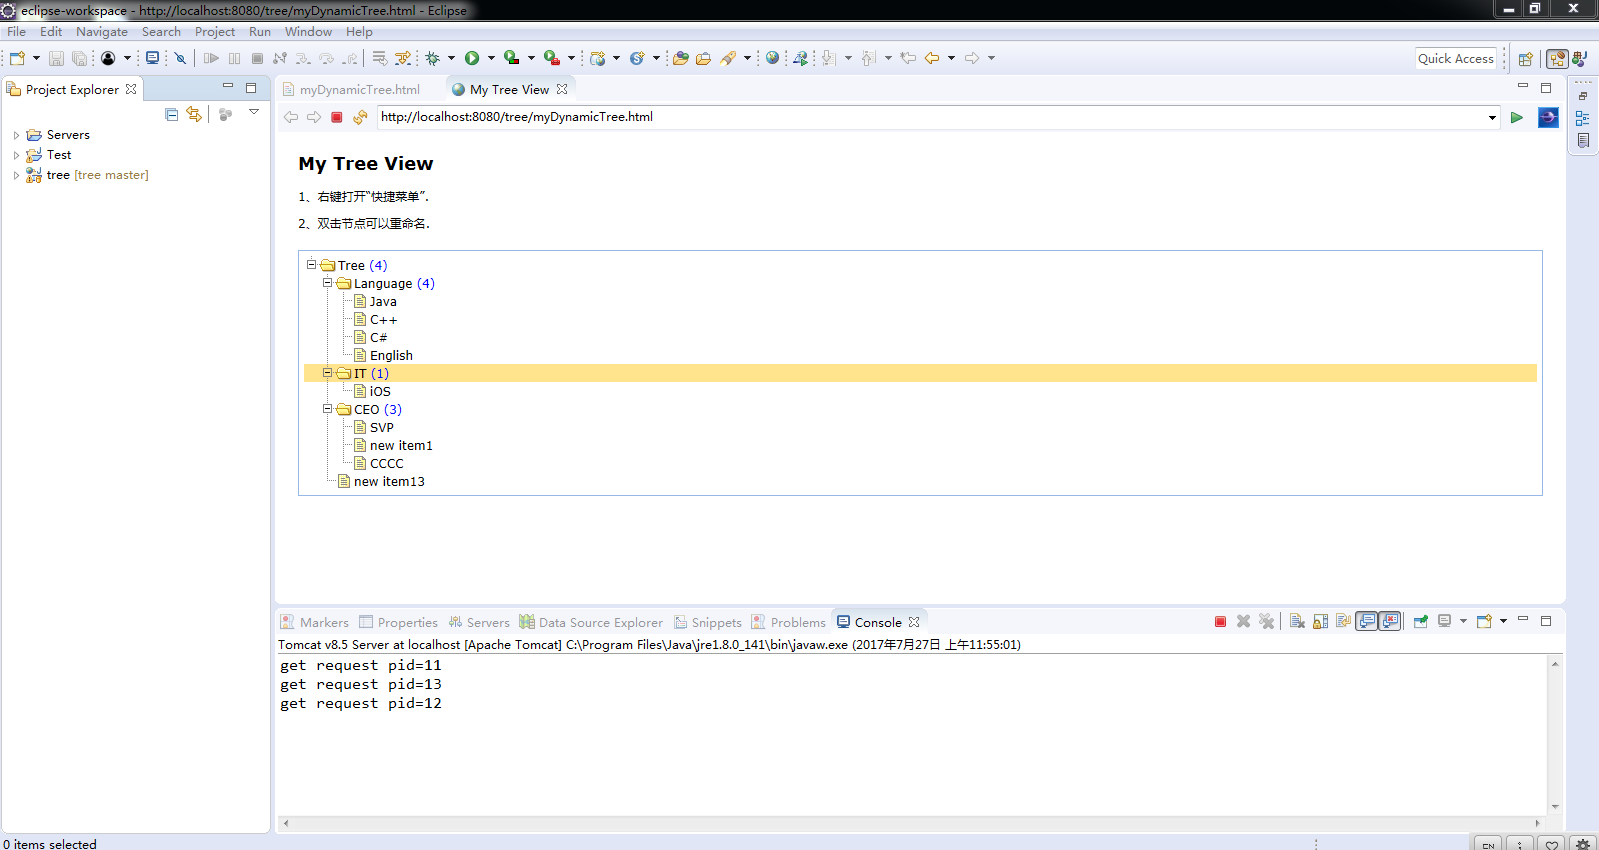 eclipse-workspace - http://localhost:8080/tree/myDynamicTree.html - Eclipse
File Edit Navigate Search Project Run Window Help
Quick Access
Project Explorer
myDynamicTree.html My Tree View
http://localhost:8080/tree/myDynamicTree.html
Servers
Test
tree [tree master]
My Tree View
1、右键打开“快捷菜单”.
2、双击节点可以重命名.
Tree (4)
Language (4)
Java
C++
C#
English
IT (1)
iOS
CEO (3)
SVP
new item1
CCCC
new item13
Markers Properties Servers Data Source Explorer Snippets Problems Console
Tomcat v8.5 Server at localhost [Apache Tomcat] C:\Program Files\Java\jre1.8.0_141\bin\javaw.exe (2017年7月27日 上午11:55:01)
get request pid=11
get request pid=13
get request pid=12
0 items selected
EN